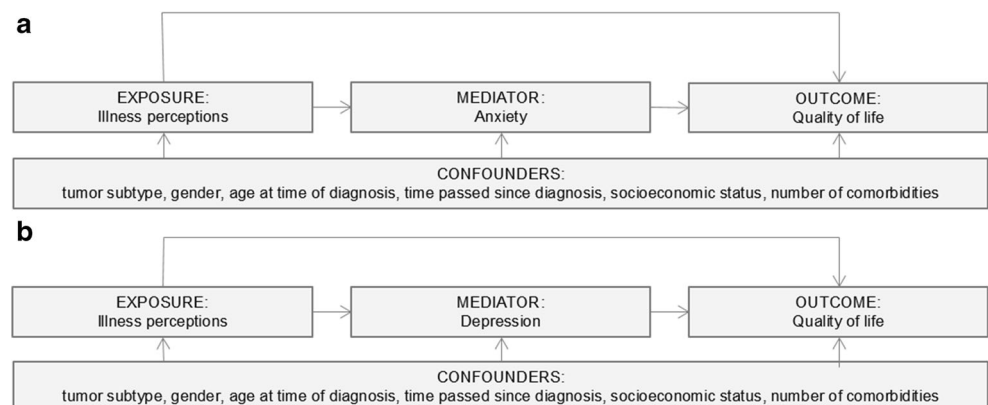 a
EXPOSURE:
Illness perceptions
MEDIATOR:
Anxiety
OUTCOME:
Quality of life
CONFOUNDERS:
tumor subtype, gender, age at time of diagnosis, time passed since diagnosis, socioeconomic status, number of comorbidities
b
EXPOSURE:
Illness perceptions
MEDIATOR:
Depression
OUTCOME:
Quality of life
CONFOUNDERS:
tumor subtype, gender, age at time of diagnosis, time passed since diagnosis, socioeconomic status, number of comorbidities